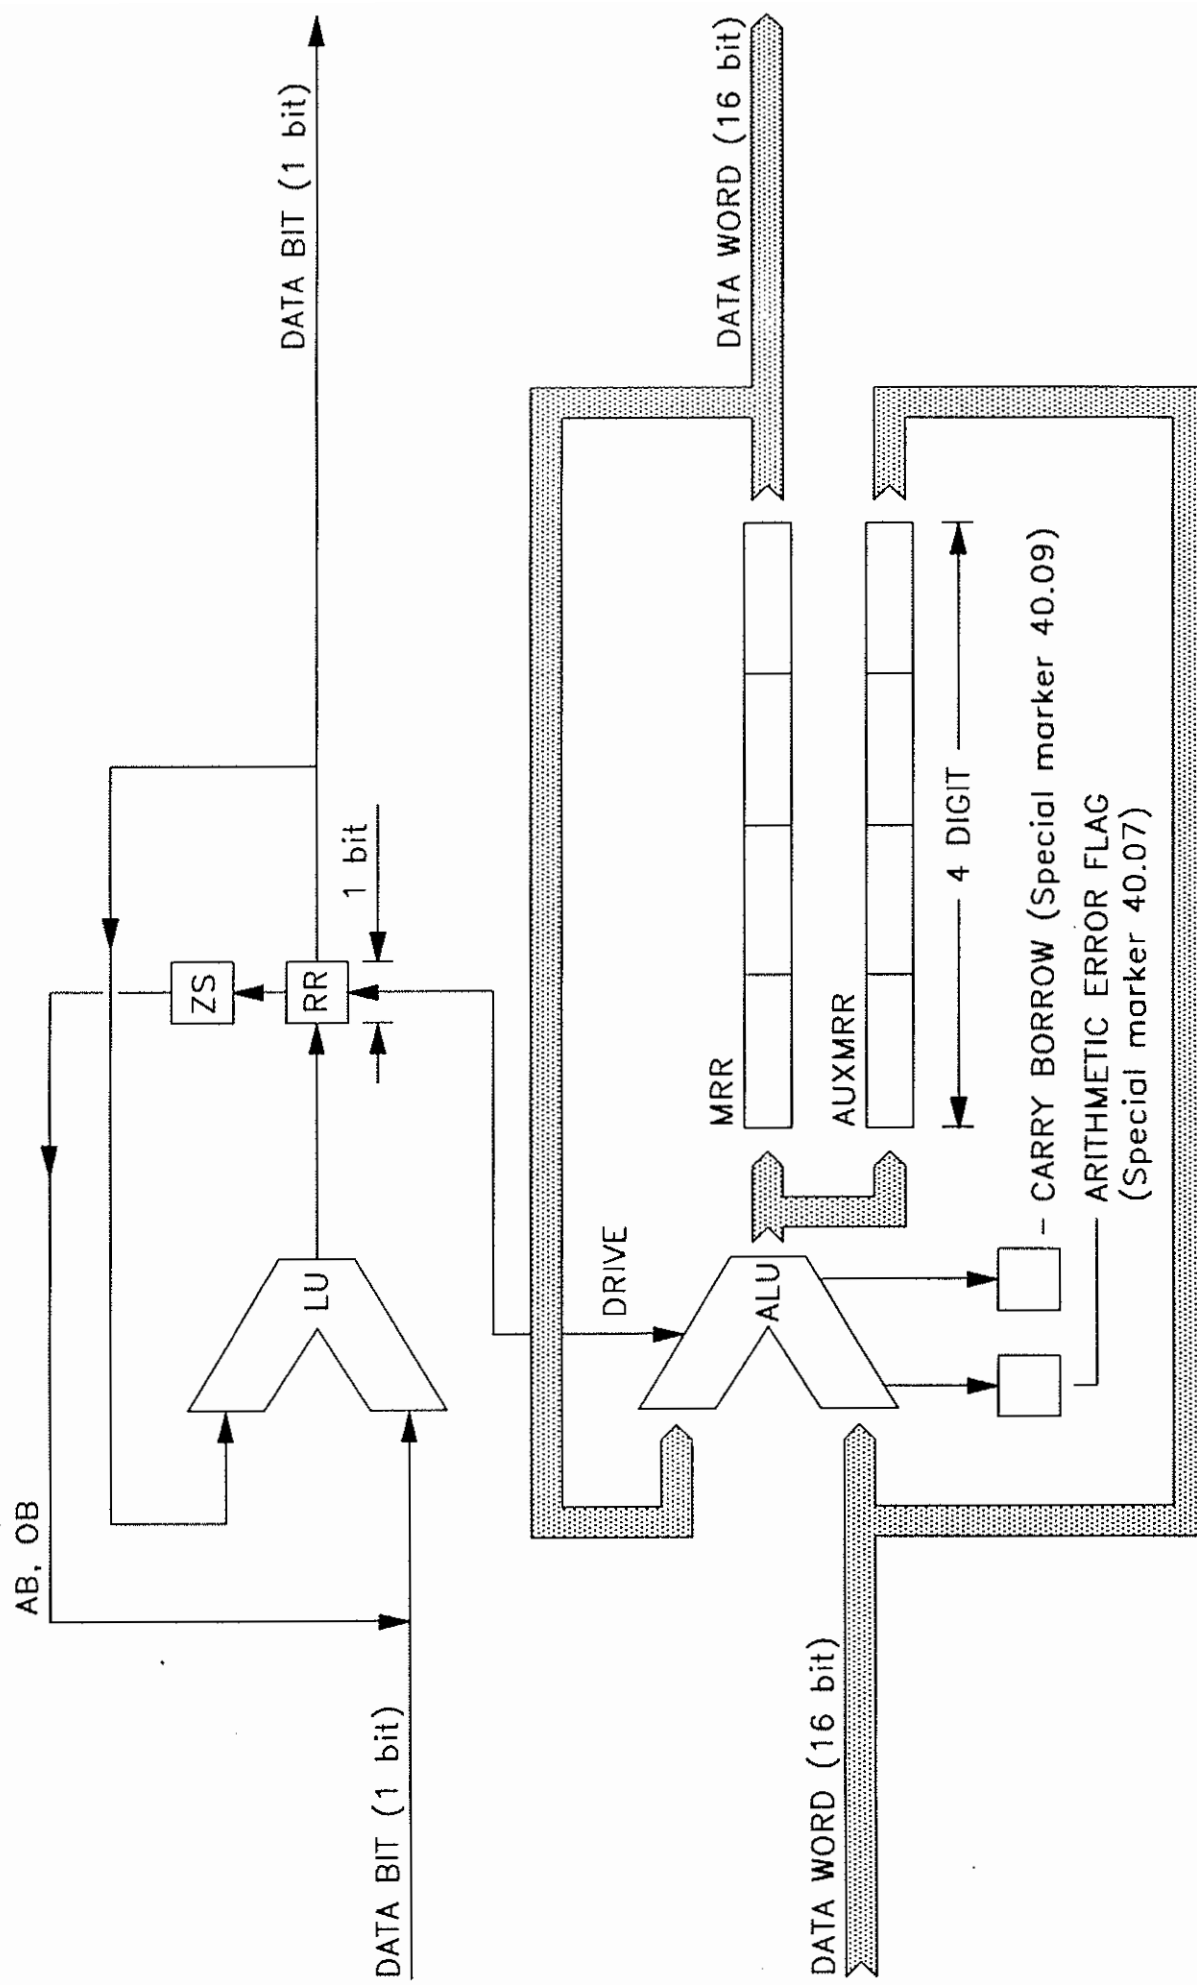 AB, OB
DATA BIT (1 bit)
ZS
LU
RR
1 bit
DATA BIT (1 bit)
DRIVE
MRR
DATA WORD (16 bit)
ALU
AUXMRR
DATA WORD (16 bit)
4 DIGIT
CARRY BORROW (Special marker 40.09)
ARITHMETIC ERROR FLAG
(Special marker 40.07)